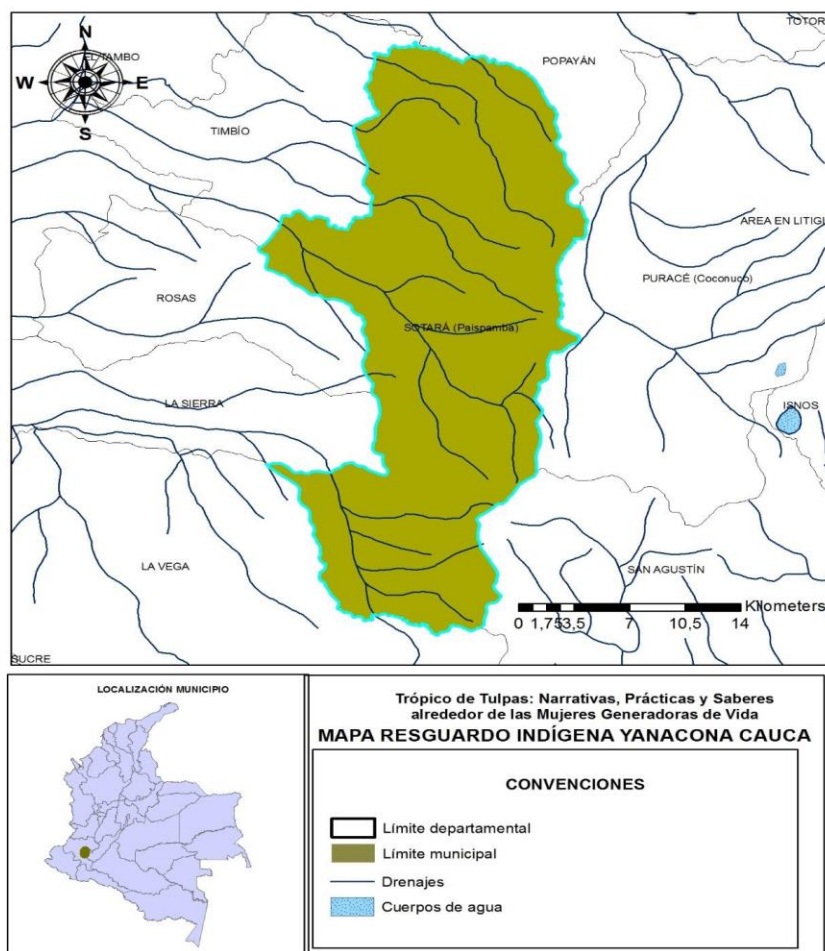 TOTOR
N
EL TAMBO
POPAYÁN
W
E
S
TIMBÍO
AREA EN LITIGI
PURACÉ (Coconuco)
ROSAS
SOTARÁ (Paispamba)
LA SIERRA
ISNOS
LA VEGA
SAN AGUSTÍN
Kilometers
0 1,753,5 7 10,5 14
SUCRE
LOCALIZACIÓN MUNICIPIO
Trópico de Tulpas: Narrativas, Prácticas y Saberes
alrededor de las Mujeres Generadoras de Vida
MAPA RESGUARDO INDÍGENA YANACONA CAUCA
CONVENCIONES
Límite departamental
Límite municipal
Drenajes
Cuerpos de agua